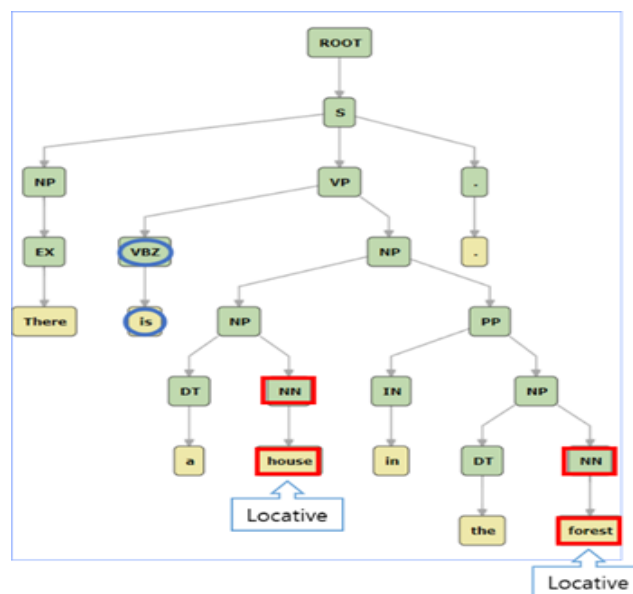 ROOT
S
NP VP .
EX VBZ NP .
There is NP PP
DT NN IN NP
a house in DT NN
Locative
the forest
Locative